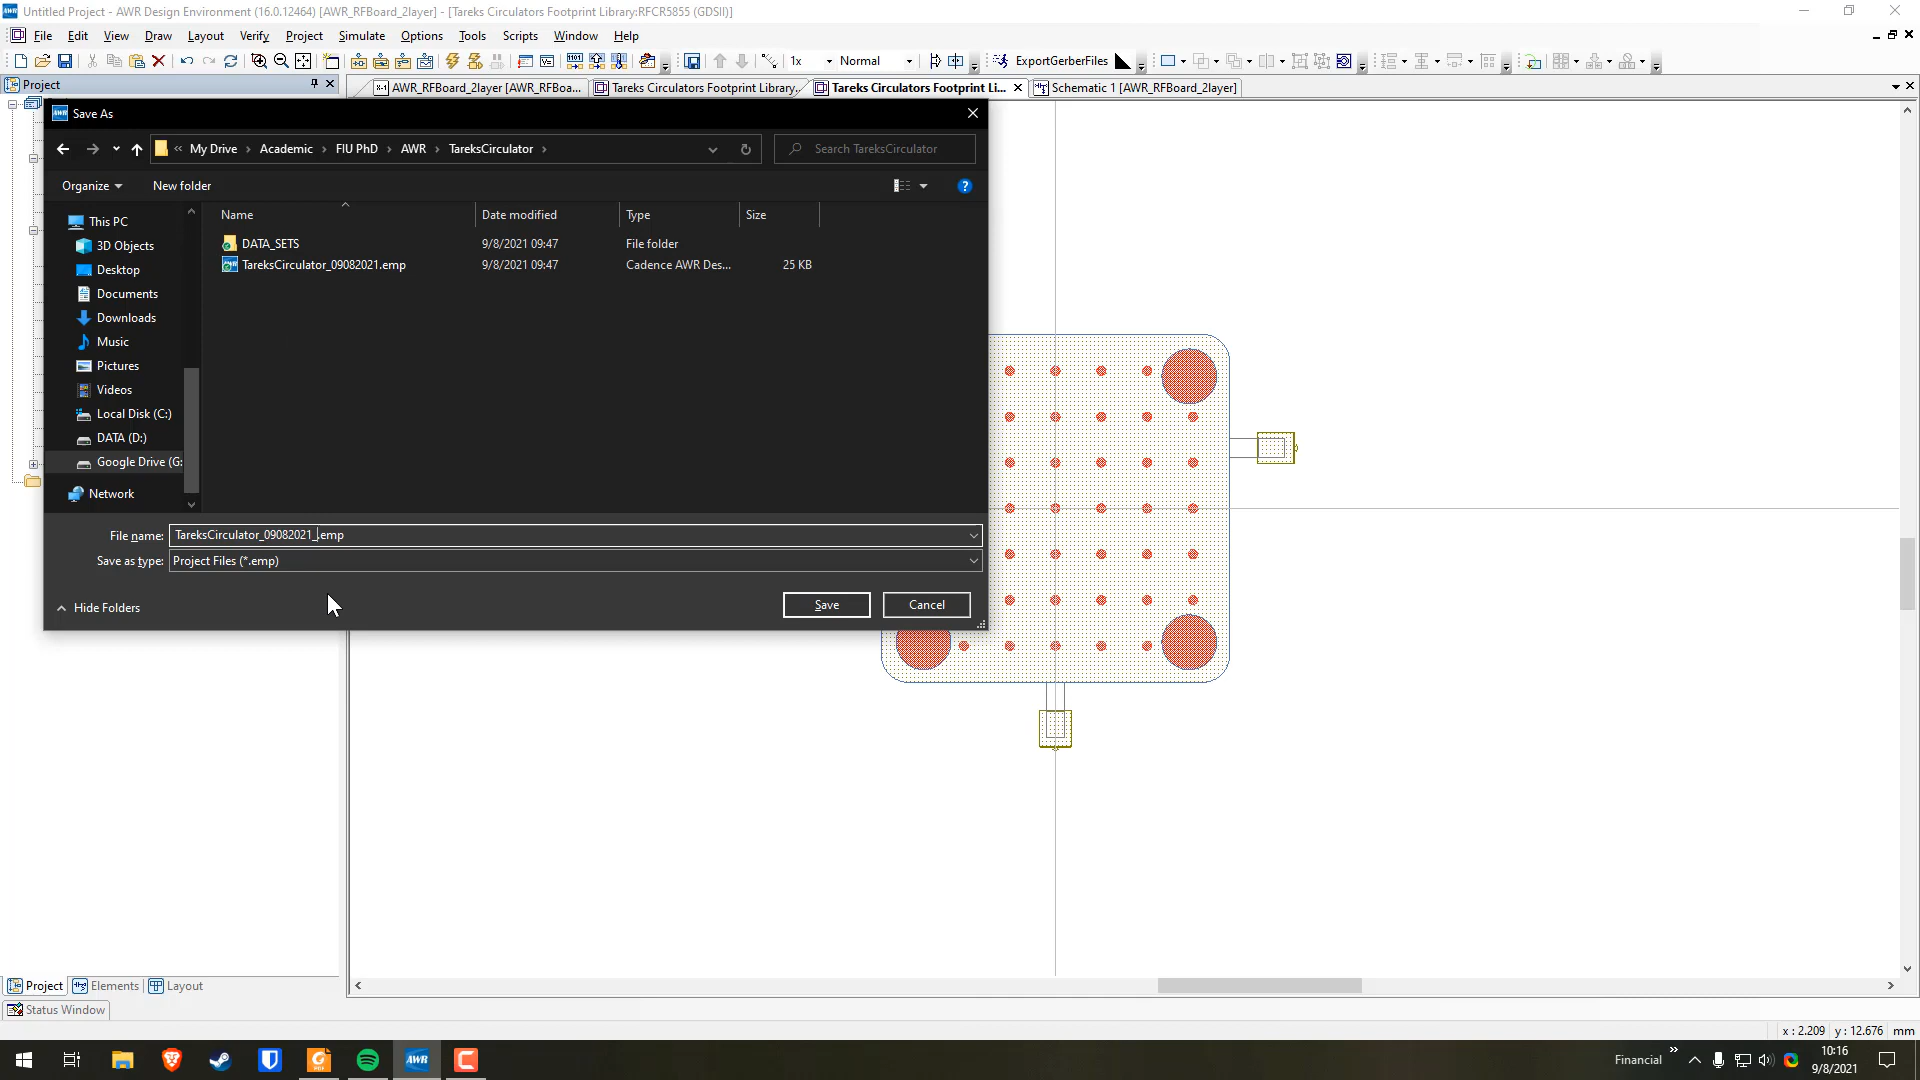 Untitled Project - AWR Design Environment (16.0.12464) [AWR_RFBoard_2layer] - [Tareks Circulators Footprint Library:RFCR5855 (GDSII)]
File Edit View Draw Layout Verify Project Simulate Options Tools Scripts Window Help
1x Normal ExportGerberFiles
Project
AWR_RFBoard_2layer [AWR_RFBoa...
Tareks Circulators Footprint Library...
Tareks Circulators Footprint Li...
Schematic 1 [AWR_RFBoard_2layer]
Save As
« My Drive › Academic › FIU PhD › AWR › TareksCirculator ›
Search TareksCirculator
Organize New folder
Name Date modified Type Size
DATA_SETS 9/8/2021 09:47 File folder
TareksCirculator_09082021.emp 9/8/2021 09:47 Cadence AWR Des... 25 KB
This PC
3D Objects
Desktop
Documents
Downloads
Music
Pictures
Videos
Local Disk (C:)
DATA (D:)
Google Drive (G:
Network
File name: TareksCirculator_09082021_.emp
Save as type: Project Files (*.emp)
Hide Folders
Save Cancel
Project Elements Layout
Status Window
x : 2.209 y : 12.676 mm
Financial
10:16
9/8/2021